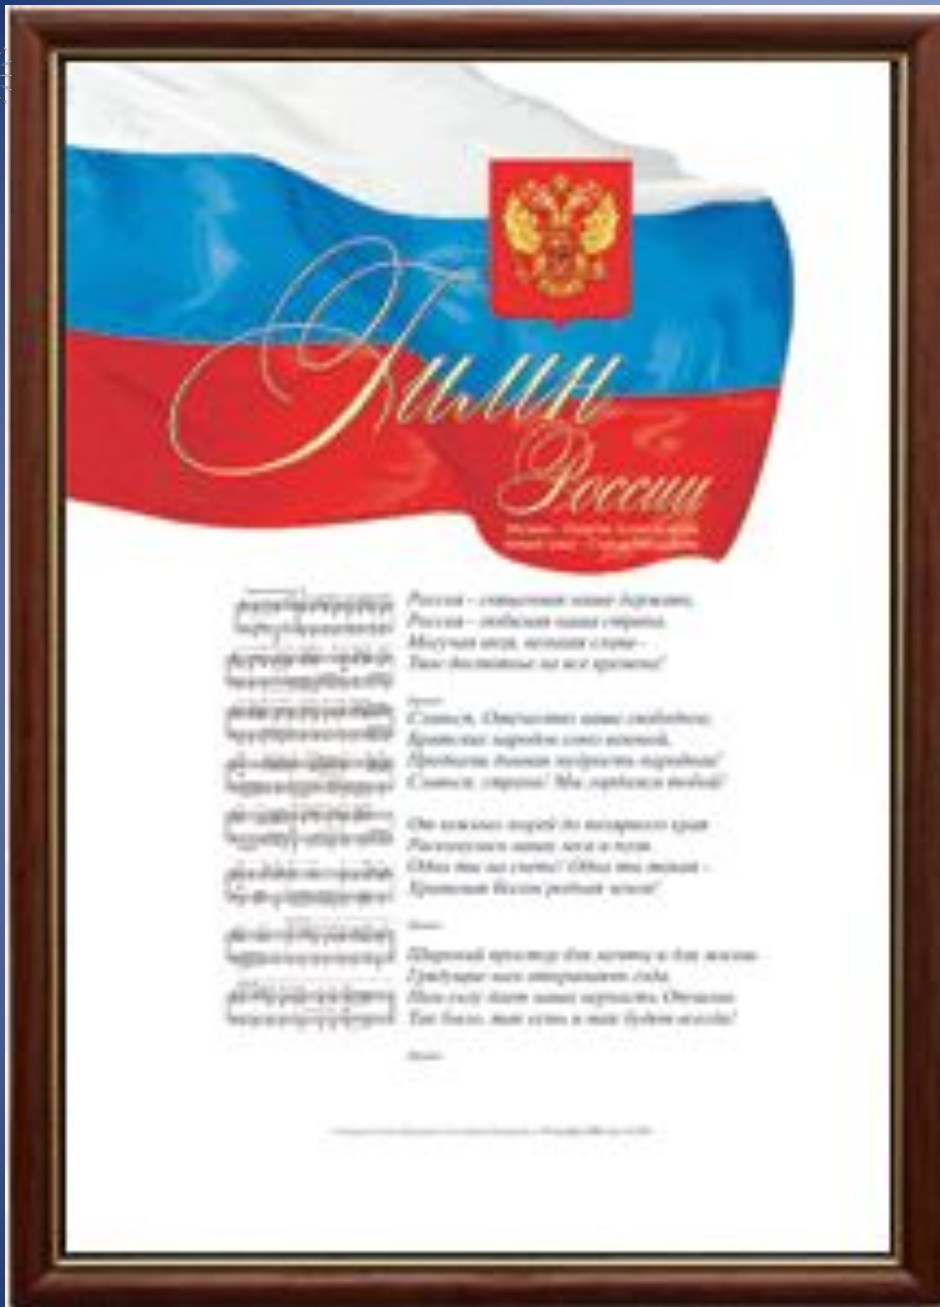 Гимн
России
Россия - священная наша держава,
Россия - любимая наша страна.
Могучая воля, великая слава -
Твое достоянье на все времена!
Славься, Отечество наше свободное,
Братских народов союз вековой,
Предками данная мудрость народная!
Славься, страна! Мы гордимся тобой!
От южных морей до полярного края
Раскинулись наши леса и поля.
Одна ты на свете! Одна ты такая -
Хранимая Богом родная земля!
Широкий простор для мечты и для жизни
Грядущие нам открывают года.
Нам силу дает наша верность Отчизне.
Так было, так есть и так будет всегда!